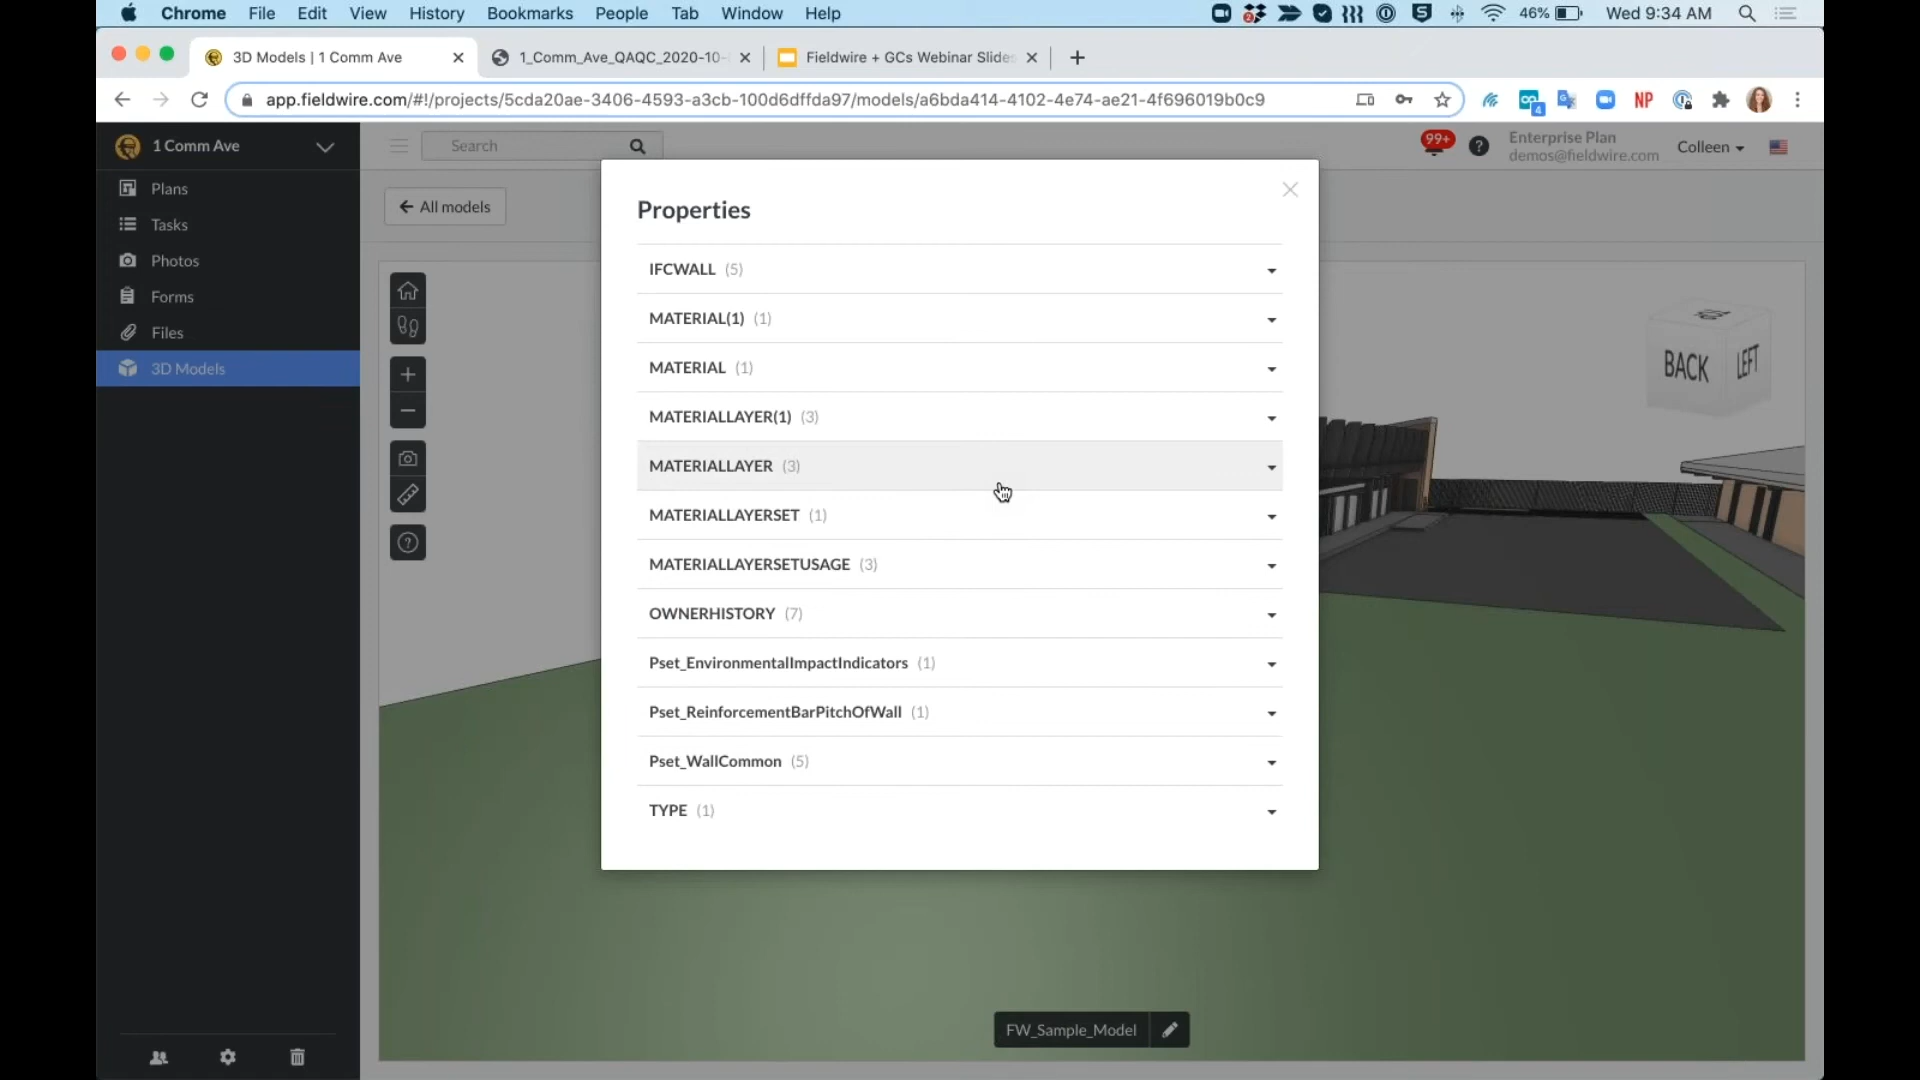 Chrome File Edit View History Bookmarks People Tab Window Help 46% Wed 9:34 AM
3D Models | 1 Comm Ave 1_Comm_Ave_QAQC_2020-10- Fieldwire + GCs Webinar Slides
app.fieldwire.com/#!/projects/5cda20ae-3406-4593-a3cb-100d6dffda97/models/a6bda414-4102-4e74-ae21-4f696019b0c9 4 NP
1 Comm Ave
Search
99+
Enterprise Plan
demos@fieldwire.com
Colleen
Plans
Tasks
Photos
Forms
Files
3D Models
All models
Properties
IFCWALL (5)
MATERIAL(1) (1)
MATERIAL (1)
MATERIALLAYER(1) (3)
MATERIALLAYER (3)
MATERIALLAYERSET (1)
MATERIALLAYERSETUSAGE (3)
OWNERHISTORY (7)
Pset_EnvironmentalImpactIndicators (1)
Pset_ReinforcementBarPitchOfWall (1)
Pset_WallCommon (5)
TYPE (1)
TOP
BACK LEFT
FW_Sample_Model